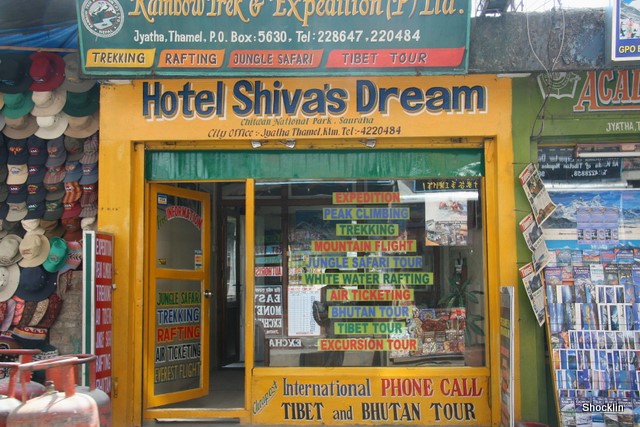 Rainbow Trek & Expedition (P) Ltd.
Jyatha, Thamel. P.O. Box: 5630, Tel: 228647, 220484
TREKKING RAFTING JUNGLE SAFARI TIBET TOUR
Hotel Shiva's Dream
Chitwan National Park, Sauraha
City Office :- Jyatha Thamel, Ktm. Tel :- 4220484
EXPEDITION
PEAK CLIMBING
TREKKING
MOUNTAIN FLIGHT
JUNGLE SAFARI TOUR
WHITE WATER RAFTING
AIR TICKETING
BHUTAN TOUR
TIBET TOUR
EXCURSION TOUR
INFORMATION
JUNGLE SAFARI
TREKKING
RAFTING
AIR TICKETING
EVEREST FLIGHT
Cheapest
International PHONE CALL
TIBET and BHUTAN TOUR
JYATHA, T
GPO
Shocklin